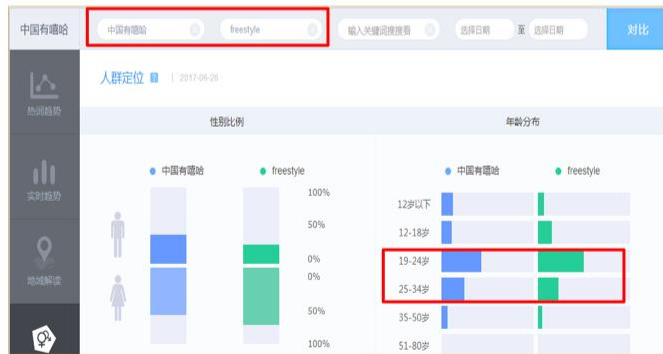 中国有嘻哈 中国有嘻哈 freestyle 输入关键词搜搜看 选择日期 至 选择日期 对比
人群定位 2017-06-26
热词趋势
性别比例 年龄分布
中国有嘻哈 freestyle 中国有嘻哈 freestyle
实时趋势
100%
50%
0%
0%
50%
100%
12岁以下
12-18岁
19-24岁
25-34岁
35-50岁
51-80岁
地域解读